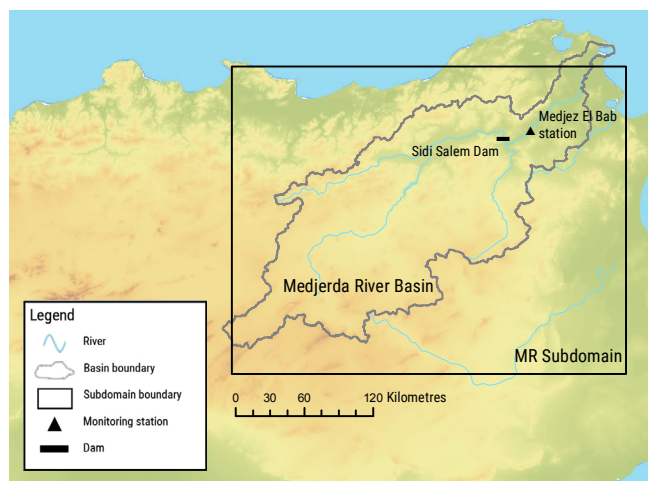 Medjez El Bab
station
Sidi Salem Dam
Medjerda River Basin
MR Subdomain
Legend
River
Basin boundary
Subdomain boundary
Monitoring station
Dam
0 30 60 120 Kilometres